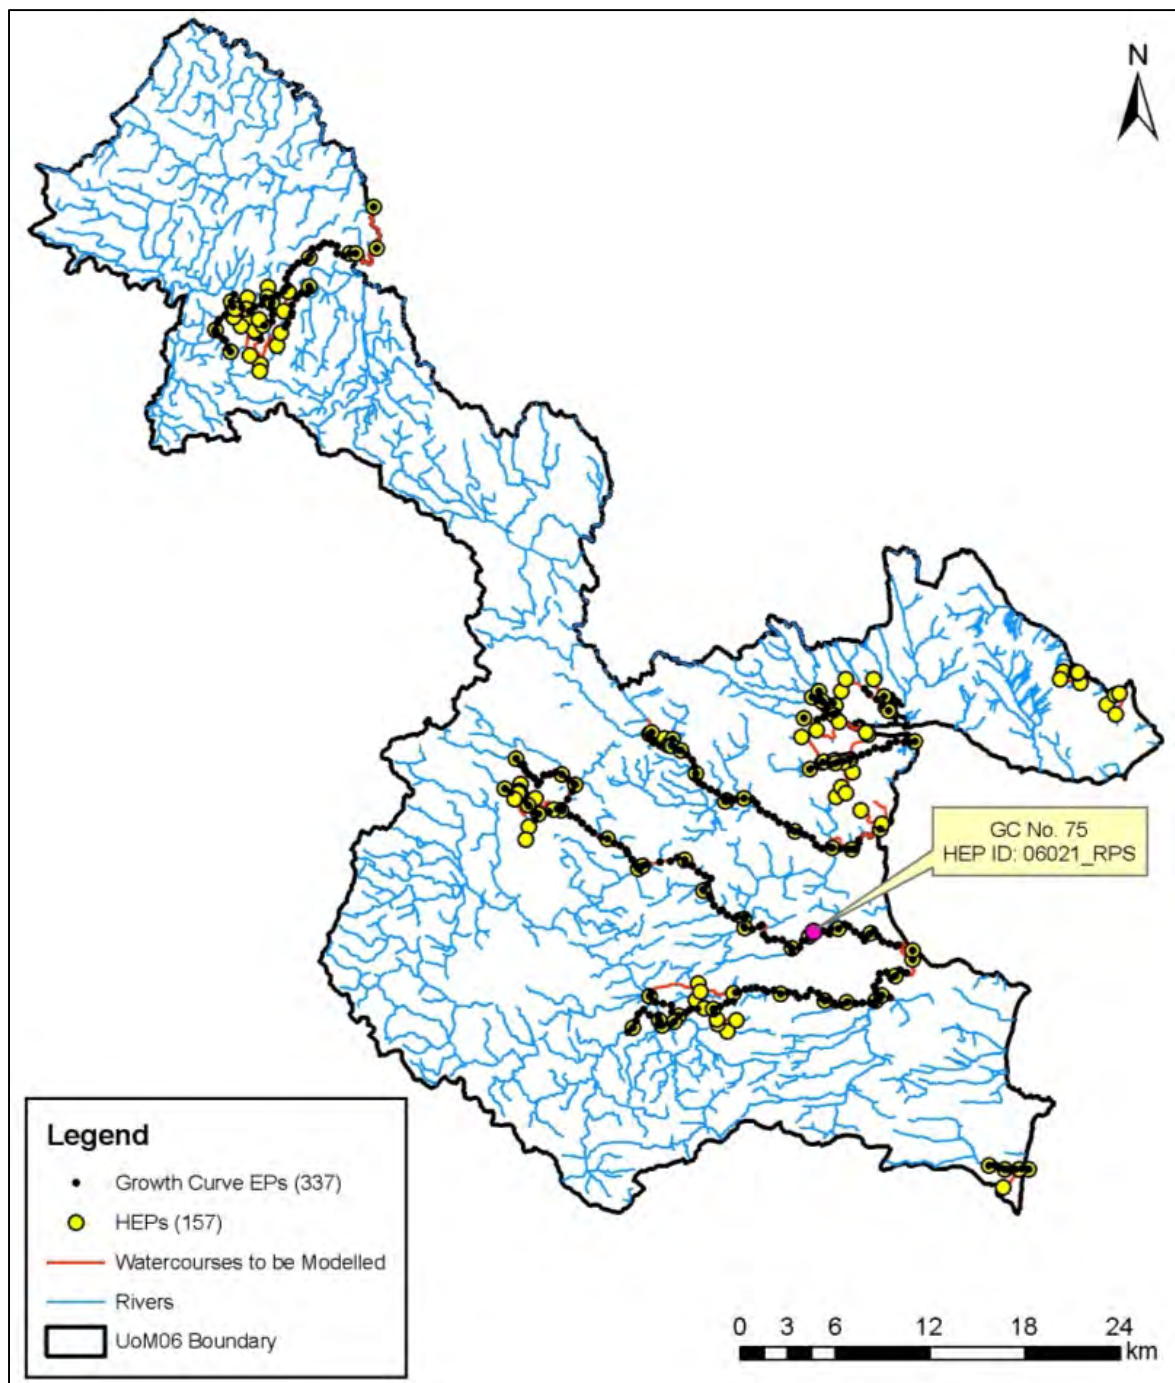 N
GC No. 75
HEP ID: 06021_RPS
Legend
Growth Curve EPs (337)
HEPs (157)
Watercourses to be Modelled
Rivers
UoM06 Boundary
0 3 6 12 18 24
km